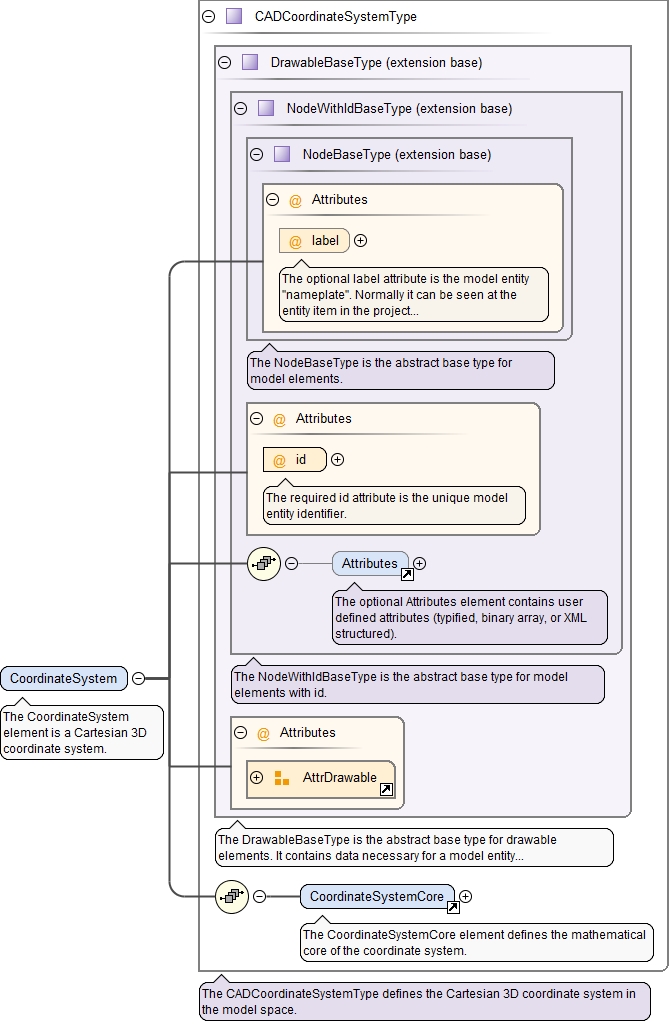 CADCoordinateSystemType
DrawableBaseType (extension base)
NodeWithIdBaseType (extension base)
NodeBaseType (extension base)
@ Attributes
@ label
The optional label attribute is the model entity
"nameplate". Normally it can be seen at the
entity item in the project...
The NodeBaseType is the abstract base type for
model elements.
@ Attributes
@ id
The required id attribute is the unique model
entity identifier.
Attributes
The optional Attributes element contains user
defined attributes (typified, binary array, or XML
structured).
The NodeWithIdBaseType is the abstract base type for model
elements with id.
CoordinateSystem
The CoordinateSystem
element is a Cartesian 3D
coordinate system.
@ Attributes
AttrDrawable
The DrawableBaseType is the abstract base type for drawable
elements. It contains data necessary for a model entity...
CoordinateSystemCore
The CoordinateSystemCore element defines the mathematical
core of the coordinate system.
The CADCoordinateSystemType defines the Cartesian 3D coordinate system in
the model space.